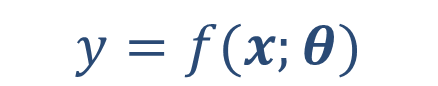 y = f(x; θ)